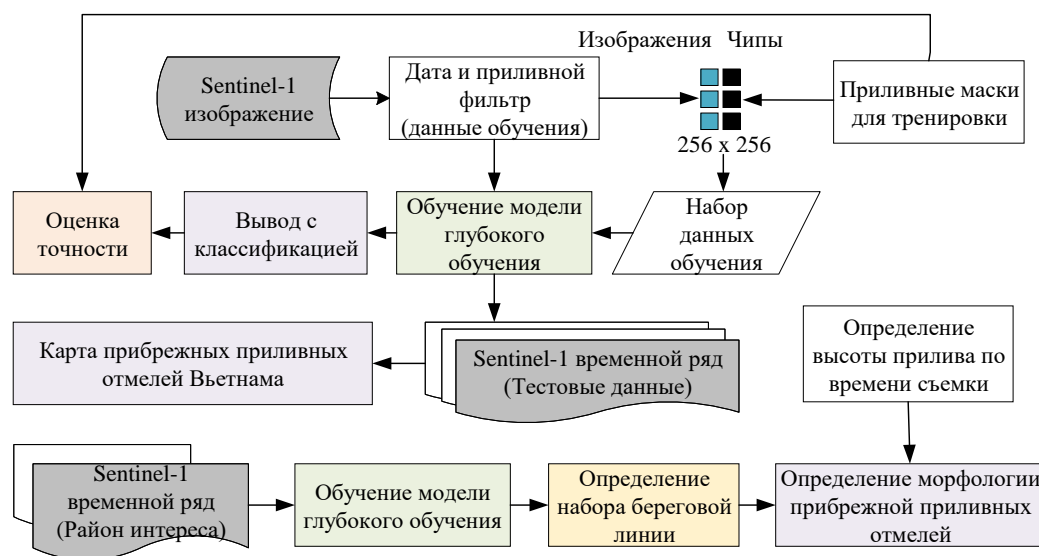 Изображения Чипы
Sentinel-1
изображение
Дата и приливной
фильтр
(данные обучения)
256 x 256
Приливные маски
для тренировки
Оценка
точности
Вывод с
классификацией
Обучение модели
глубокого
обучения
Набор
данных
обучения
Карта прибрежных приливных
отмелей Вьетнама
Sentinel-1 временной ряд
(Тестовые данные)
Определение
высоты прилива по
времени съемки
Sentinel-1
временной ряд
(Район интереса)
Обучение модели
глубокого обучения
Определение
набора береговой
линии
Определение морфологии
прибрежной приливных
отмелей